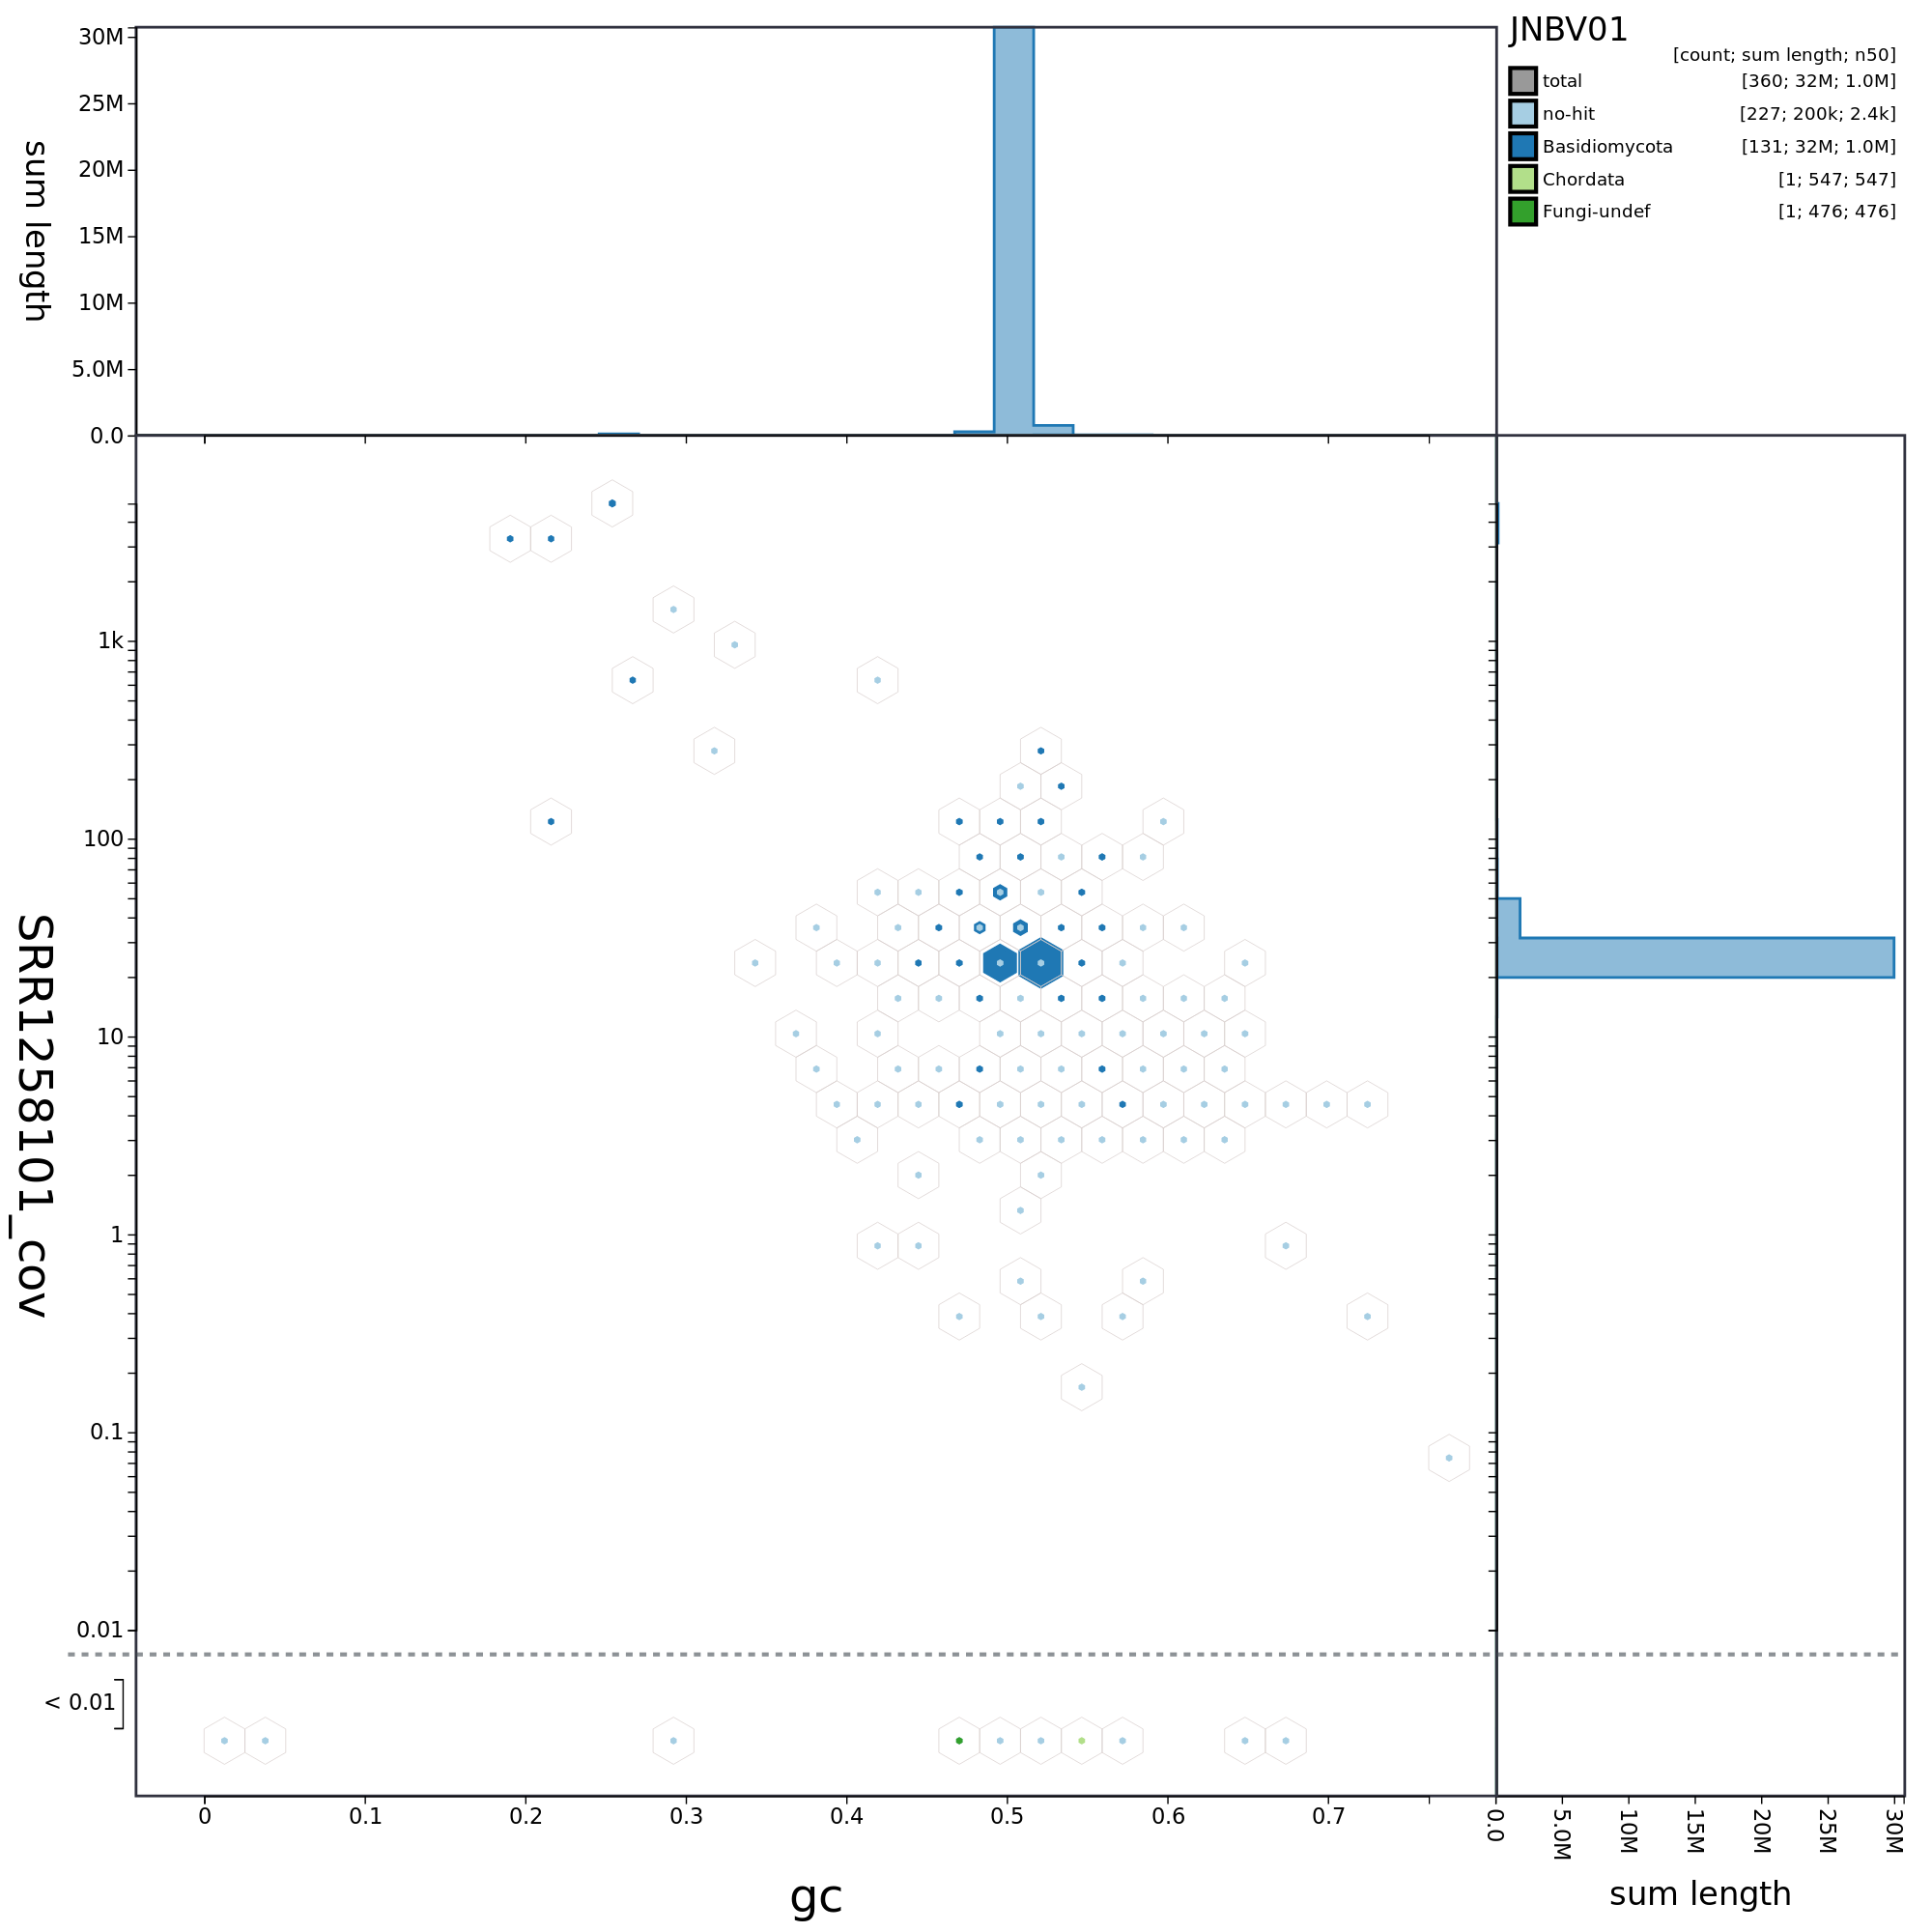 JNBV01
[count; sum length; n50]
total [360; 32M; 1.0M]
no-hit [227; 200k; 2.4k]
Basidiomycota [131; 32M; 1.0M]
Chordata [1; 547; 547]
Fungi-undef [1; 476; 476]
sum length
30M
25M
20M
15M
10M
5.0M
0.0
SRR1258101_cov
1k
100
10
1
0.1
0.01
< 0.01
0 0.1 0.2 0.3 0.4 0.5 0.6 0.7
gc
0.0 5.0M 10M 15M 20M 25M 30M
sum length